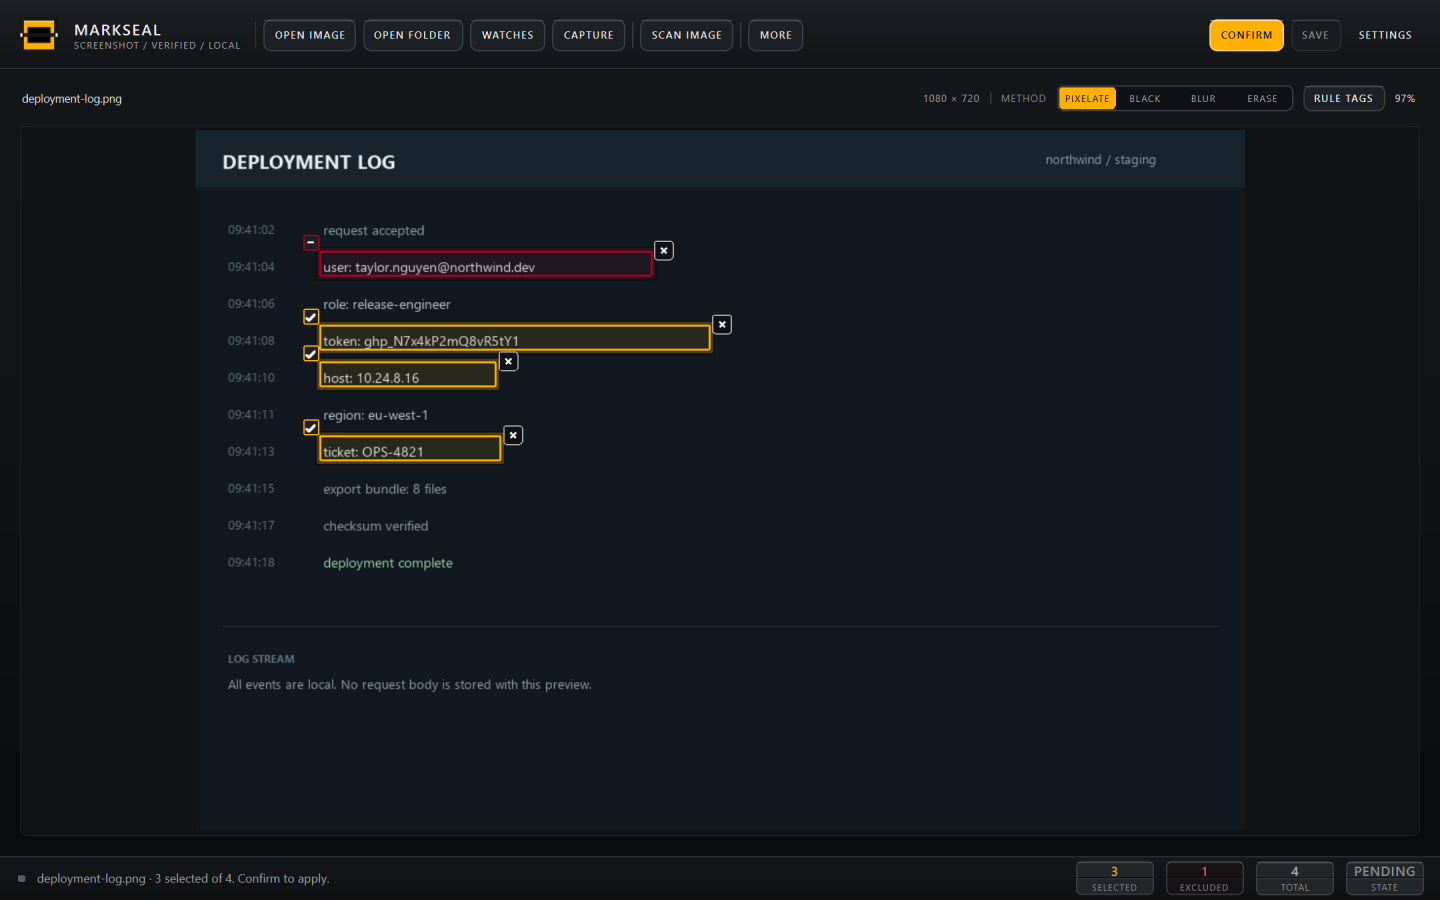 MARKSEAL
SCREENSHOT / VERIFIED / LOCAL
OPEN IMAGE
OPEN FOLDER
WATCHES
CAPTURE
SCAN IMAGE
MORE
CONFIRM
SAVE
SETTINGS
deployment-log.png
1080 × 720
METHOD
PIXELATE
BLACK
BLUR
ERASE
RULE TAGS
97%
DEPLOYMENT LOG
northwind / staging
09:41:02 request accepted
09:41:04 user: taylor.nguyen@northwind.dev
09:41:06 role: release-engineer
09:41:08 token: ghp_N7x4kP2mQ8vR5tY1
09:41:10 host: 10.24.8.16
09:41:11 region: eu-west-1
09:41:13 ticket: OPS-4821
09:41:15 export bundle: 8 files
09:41:17 checksum verified
09:41:18 deployment complete
LOG STREAM
All events are local. No request body is stored with this preview.
deployment-log.png · 3 selected of 4. Confirm to apply.
3
SELECTED
1
EXCLUDED
4
TOTAL
PENDING
STATE